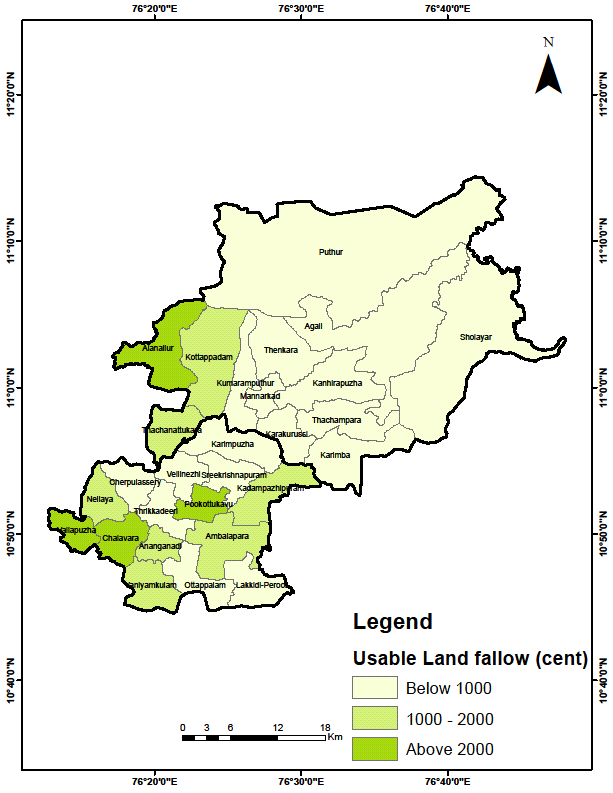 76°20'0"E 76°30'0"E 76°40'0"E
N
11°20'0"N 11°20'0"N
11°10'0"N 11°10'0"N
Puthur
Agali
Sholayar
Alanallur
Thenkara
Kottappadam
11°0'0"N 11°0'0"N
Kumaramputhur
Kanhirapuzha
Mannarkad
Thachampara
Thachanattukara
Karakurussi
Karimpuzha
Karimba
Vellinezhi
Sreekrishnapuram
Cherpulassery
Kadampazhipuram
Nellaya
Pookottukavu
Thrikkadeeri
10°50'0"N 10°50'0"N
Vallapuzha
Chalavara
Ambalapara
Ananganadi
Vaniyamkulam
Ottappalam
Lakkidi-Peroor
Legend
Usable Land fallow (cent)
Below 1000
1000 - 2000
Above 2000
10°40'0"N 10°40'0"N
0 3 6 12 18
Km
76°20'0"E 76°30'0"E 76°40'0"E